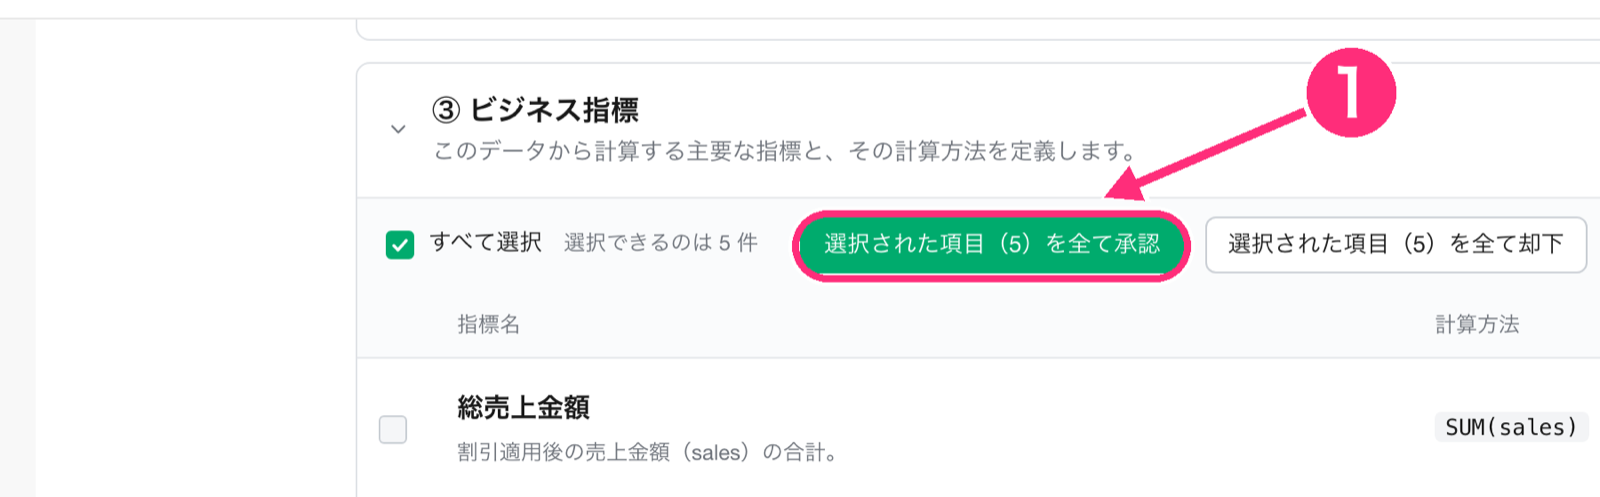 1
③ ビジネス指標
このデータから計算する主要な指標と、その計算方法を定義します。
すべて選択 選択できるのは 5 件 選択された項目（5）を全て承認 選択された項目（5）を全て却下
指標名 計算方法
総売上金額
SUM(sales)
割引適用後の売上金額（sales）の合計。